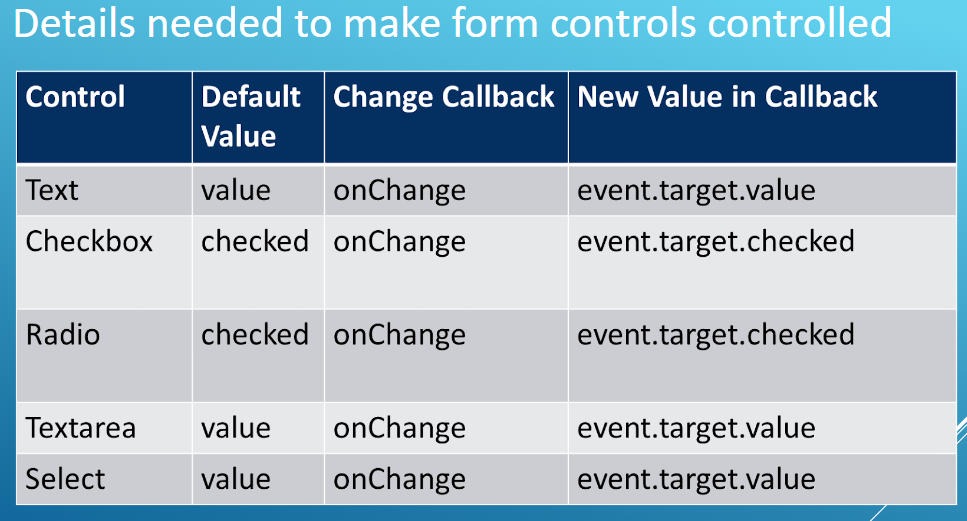 Details needed to make form controls controlled
Control Default Value Change Callback New Value in Callback
Text value onChange event.target.value
Checkbox checked onChange event.target.checked
Radio checked onChange event.target.checked
Textarea value onChange event.target.value
Select value onChange event.target.value